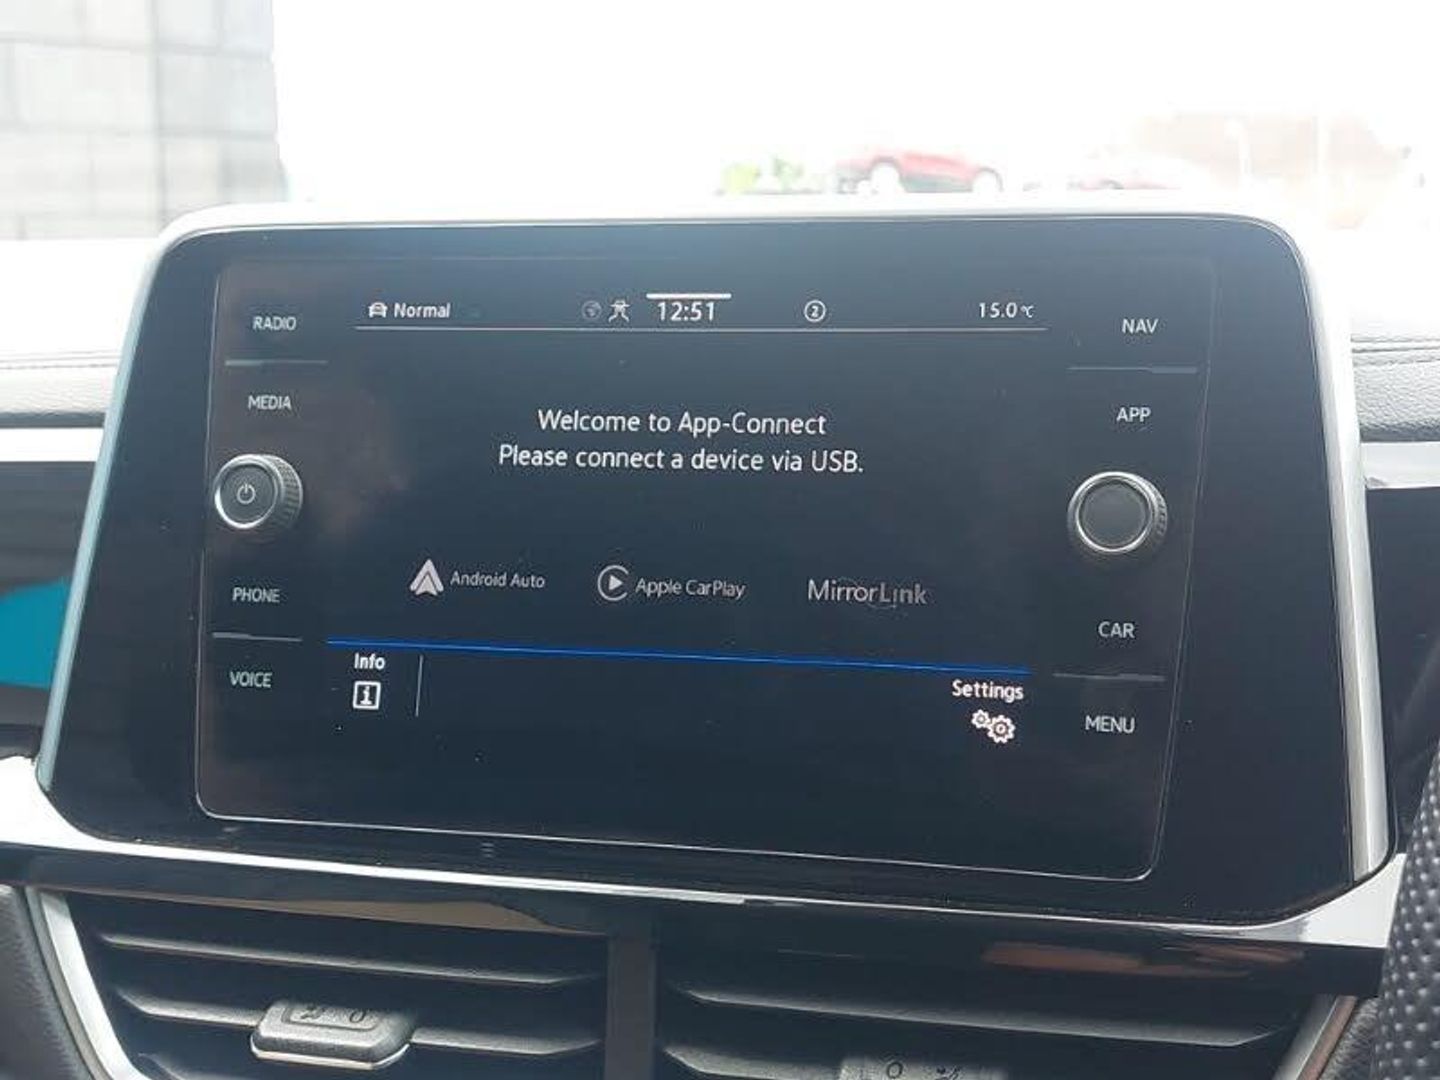 Normal 12:51 2 15.0°C
RADIO
MEDIA
PHONE
VOICE
Welcome to App-Connect
Please connect a device via USB.
Android Auto Apple CarPlay MirrorLink
Info
Settings
NAV
APP
CAR
MENU